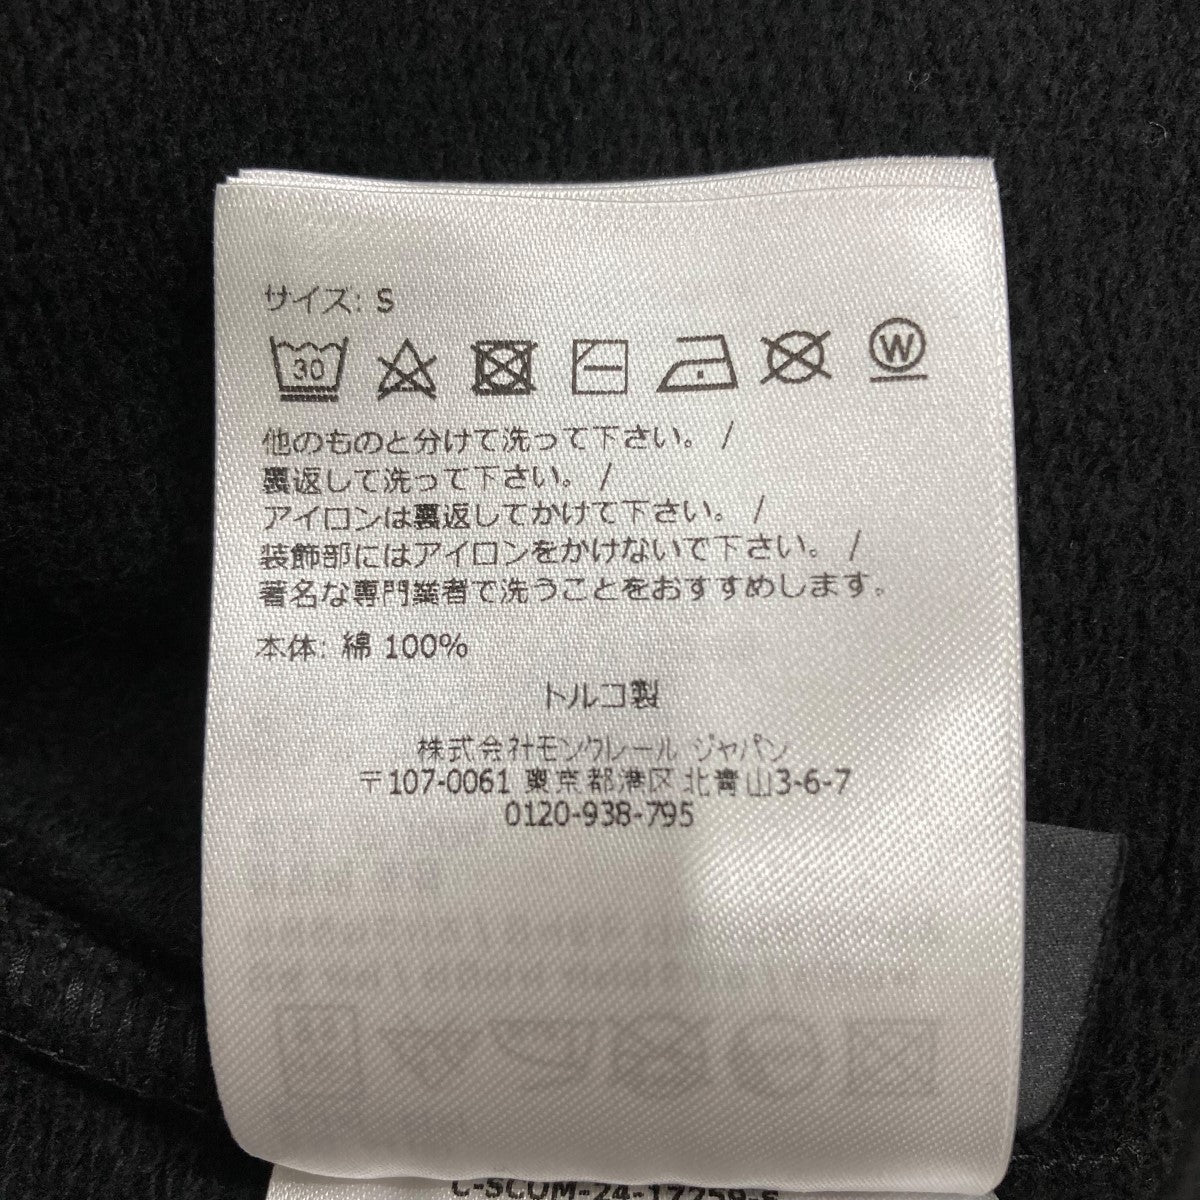 サイズ: S
30 W
他のものと分けて洗って下さい。 /
裏返して洗って下さい。 /
アイロンは裏返してかけて下さい。 /
装飾部にはアイロンをかけないで下さい。 /
著名な専門業者で洗うことをおすすめします。
本体: 綿 100%
トルコ製
株式会社モンクレール ジャパン
〒107-0061 東京都港区 北青山3-6-7
0120-938-795
C-SCOM-24-17259-S